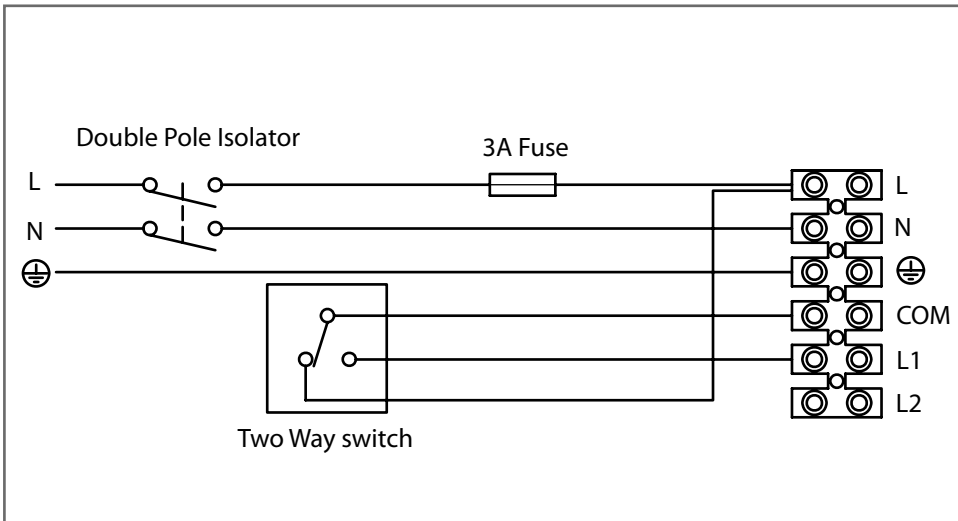 Double Pole Isolator
3A Fuse
L
L
N
N
COM
L1
L2
Two Way switch